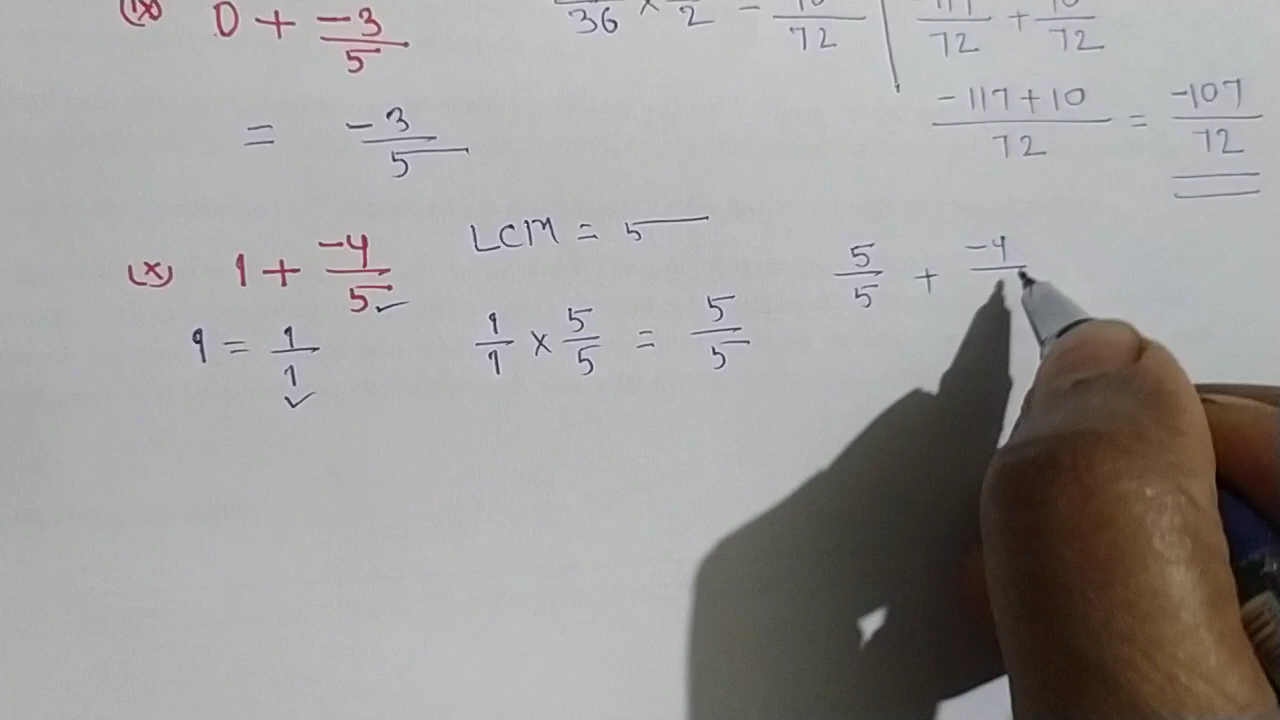 (ix) 0 + -3/5
= -3/5
36 × 2 = 72
72 + 72
-117+10/72 = -107/72
(x) 1 + -4/5
LCM = 5
1 = 1/1
1/1 × 5/5 = 5/5
5/5 + -4